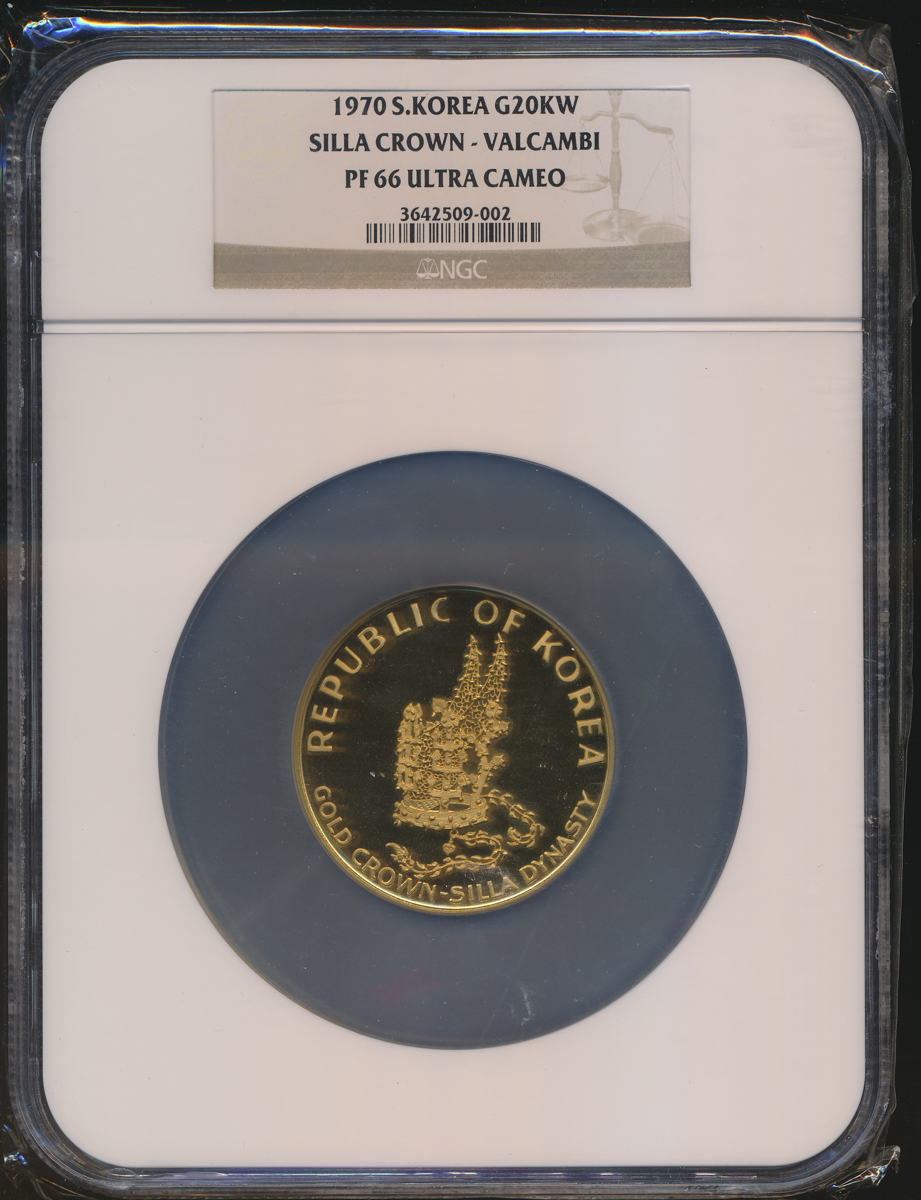 1970 S.KOREA G20KW
SILLA CROWN - VALCAMBI
PF 66 ULTRA CAMEO
3642509-002
NGC
REPUBLIC OF KOREA
GOLD CROWN-SILLA DYNASTY